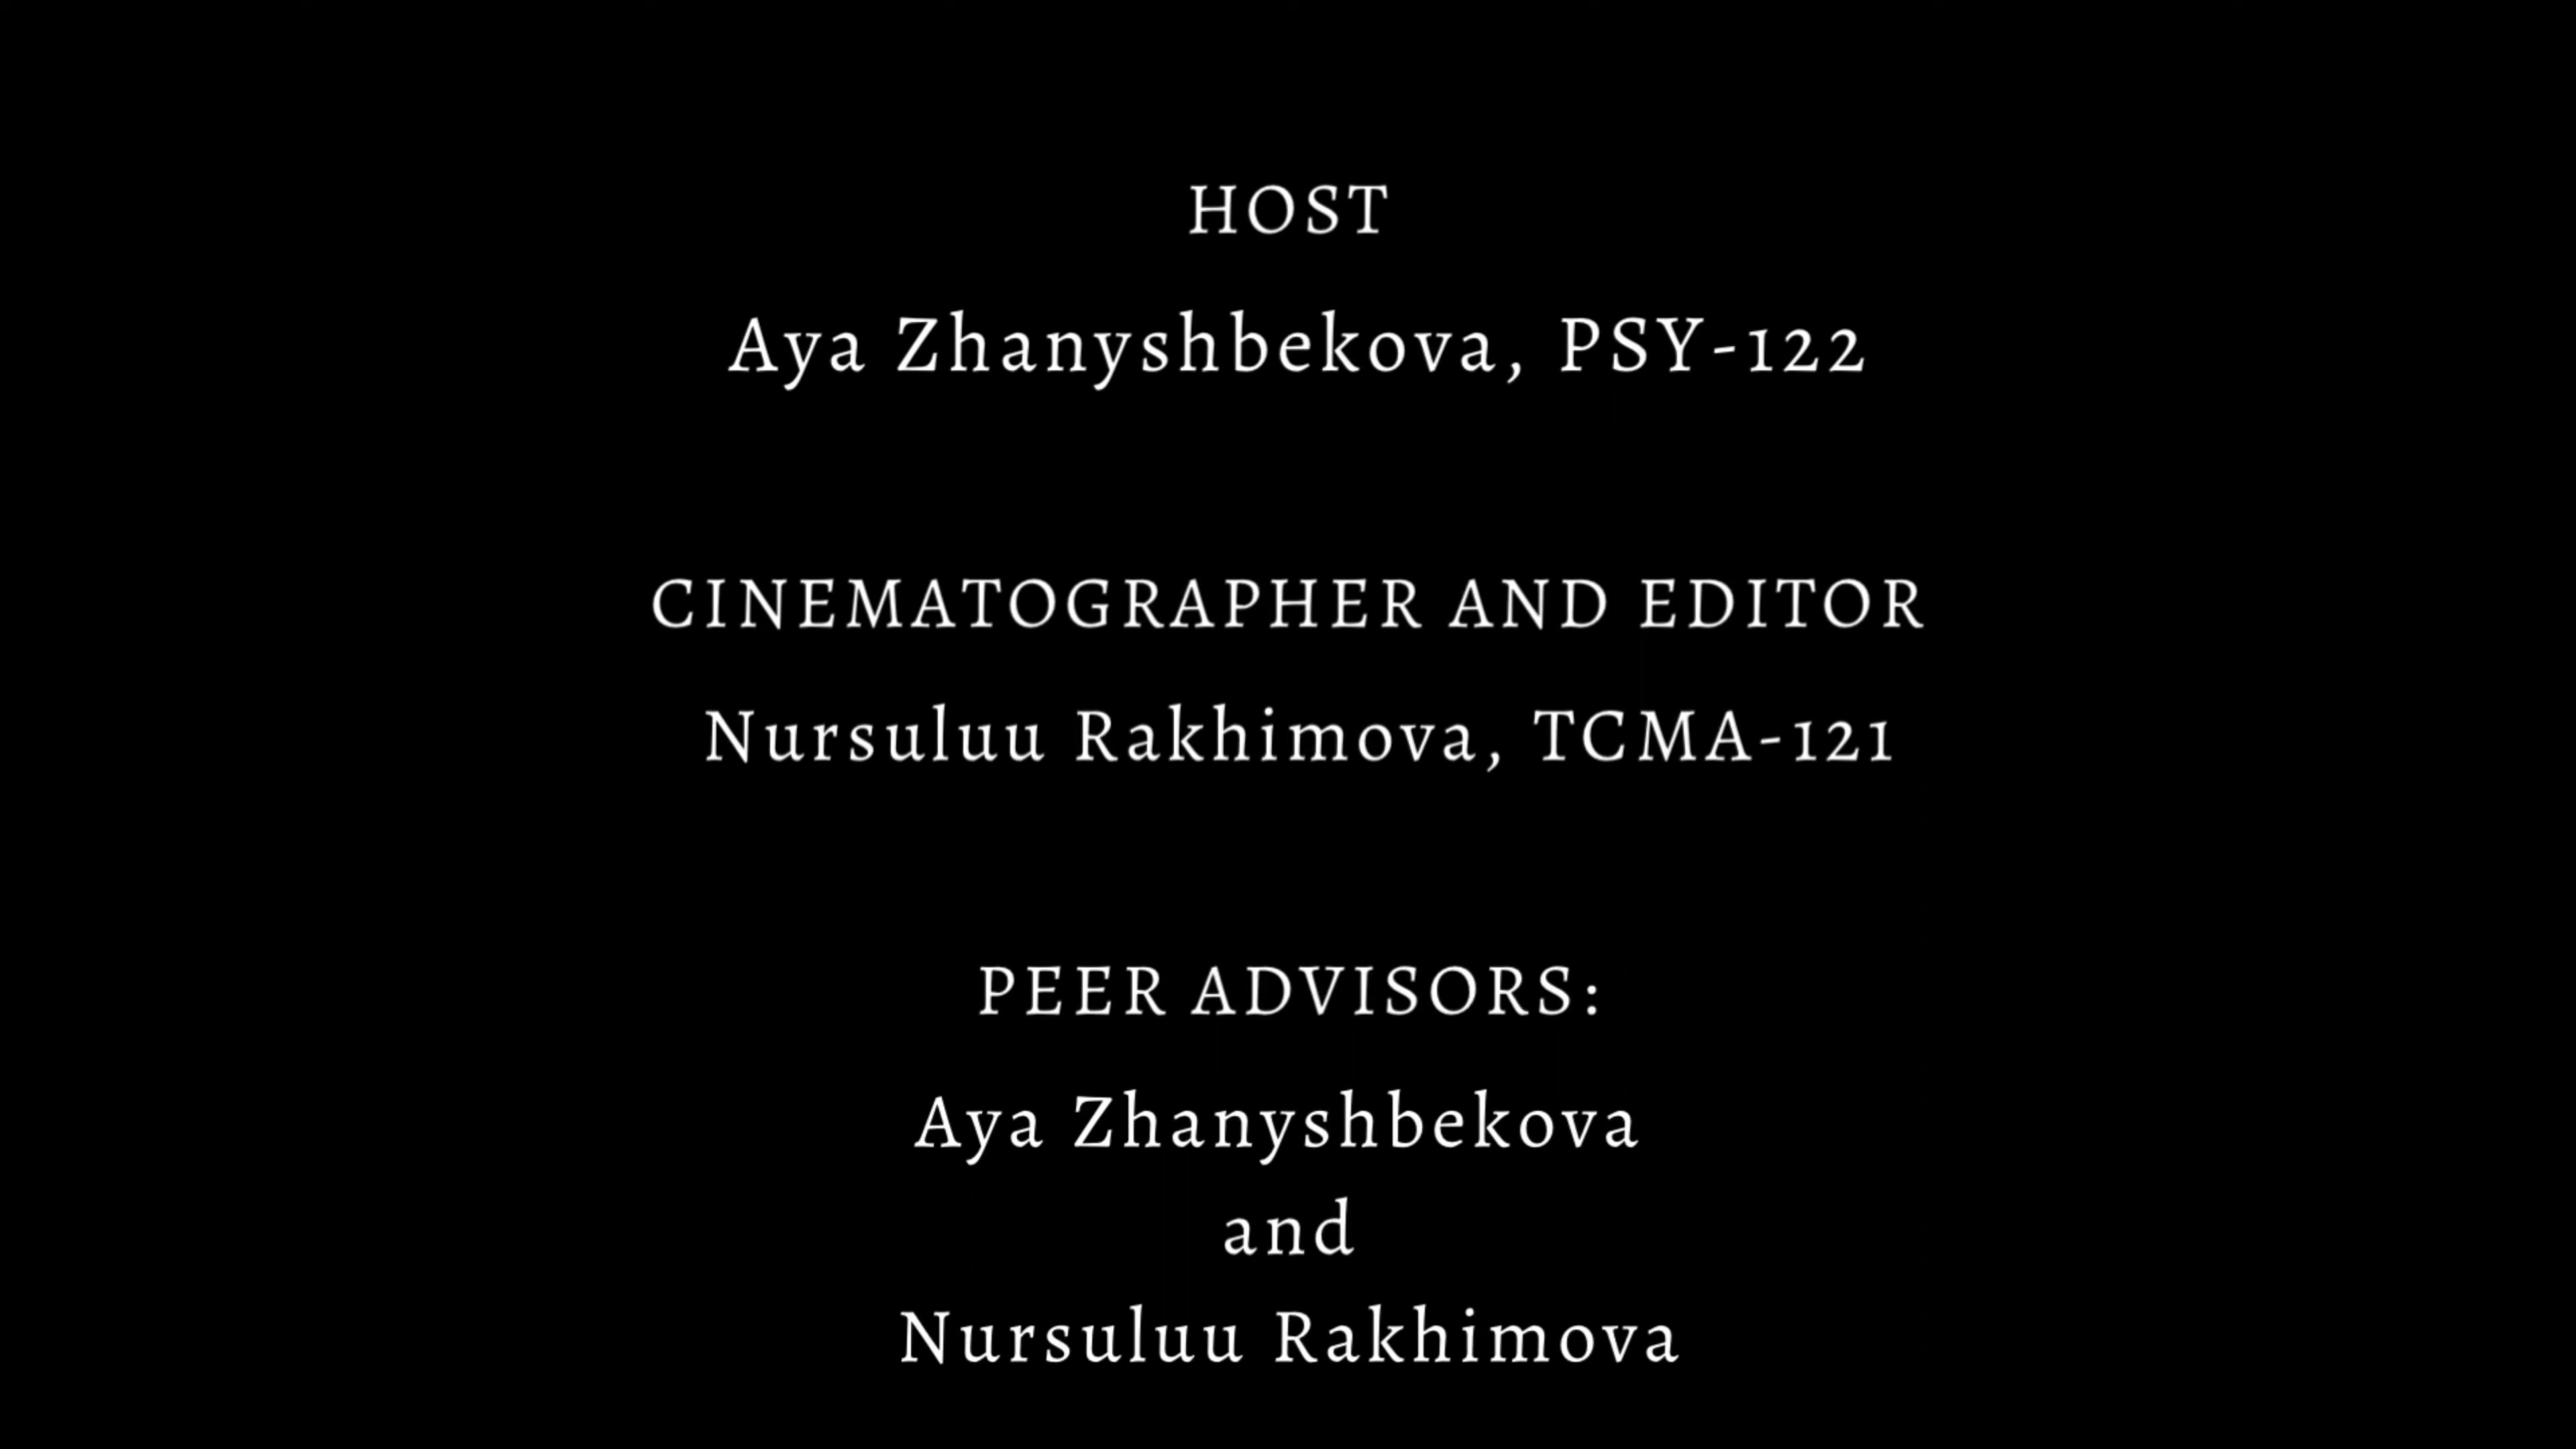 HOST
Aya Zhanyshbekova, PSY-122
CINEMATOGRAPHER AND EDITOR
Nursuluu Rakhimova, TCMA-121
PEER ADVISORS:
Aya Zhanyshbekova
and
Nursuluu Rakhimova